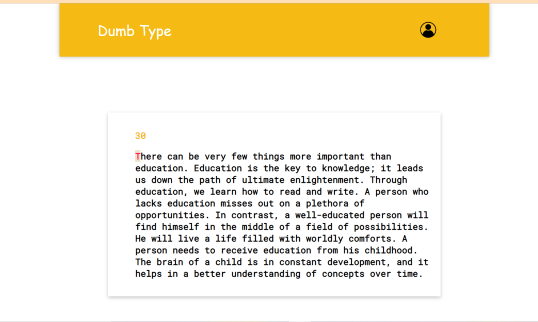 Dumb Type
30
There can be very few things more important than
education. Education is the key to knowledge; it leads
us down the path of ultimate enlightenment. Through
education, we learn how to read and write. A person who
lacks education misses out on a plethora of
opportunities. In contrast, a well-educated person will
find himself in the middle of a field of possibilities.
He will live a life filled with worldly comforts. A
person needs to receive education from his childhood.
The brain of a child is in constant development, and it
helps in a better understanding of concepts over time.